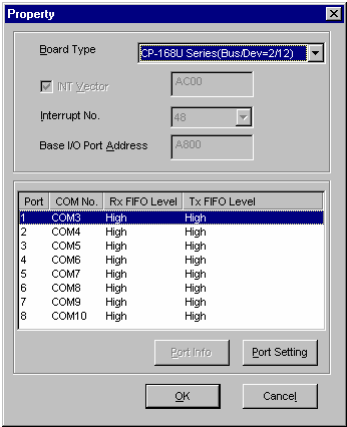 Property
Board Type CP-168U Series(Bus/Dev=2/12)
INT Vector AC00
Interrupt No. 48
Base I/O Port Address A800
Port COM No. Rx FIFO Level Tx FIFO Level
1 COM3 High High
2 COM4 High High
3 COM5 High High
4 COM6 High High
5 COM7 High High
6 COM8 High High
7 COM9 High High
8 COM10 High High
Port Info Port Setting
OK Cancel